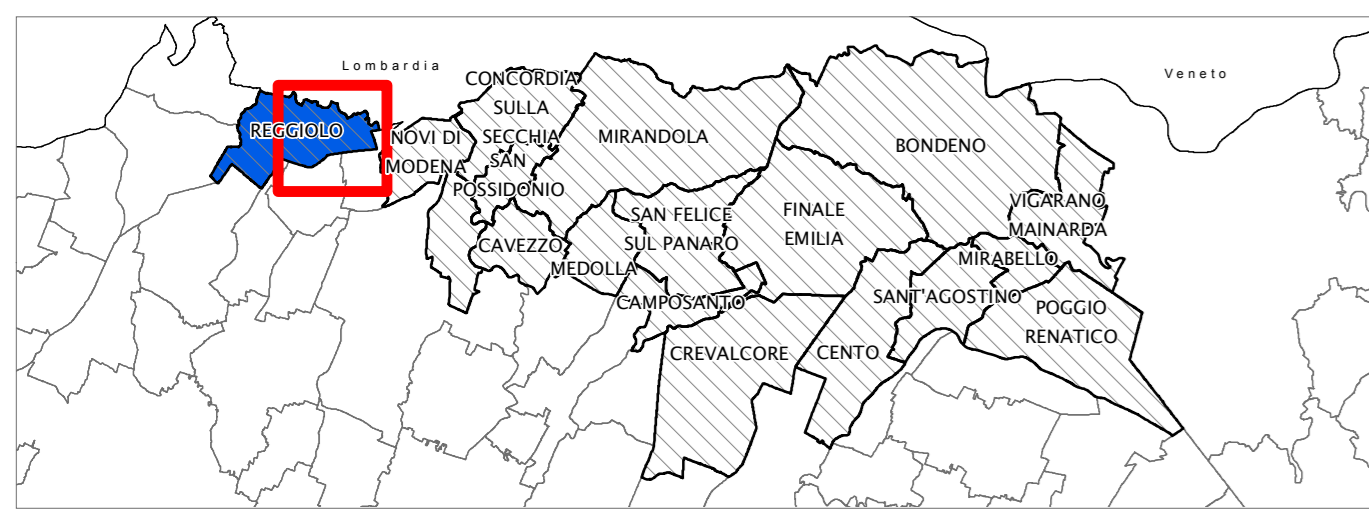 Lombardia
Veneto
REGGIOLO
NOVI DI
MODENA
CONCORDIA
SULLA
SECCHIA
SAN
POSSIDONIO
MIRANDOLA
BONDENO
CAVEZZO
MEDOLLA
SAN FELICE
SUL PANARO
FINALE
EMILIA
VIGARANO
MAINARDA
MIRABELLO
CAMPOSANTO
SANT'AGOSTINO
POGGIO
RENATICO
CREVALCORE
CENTO